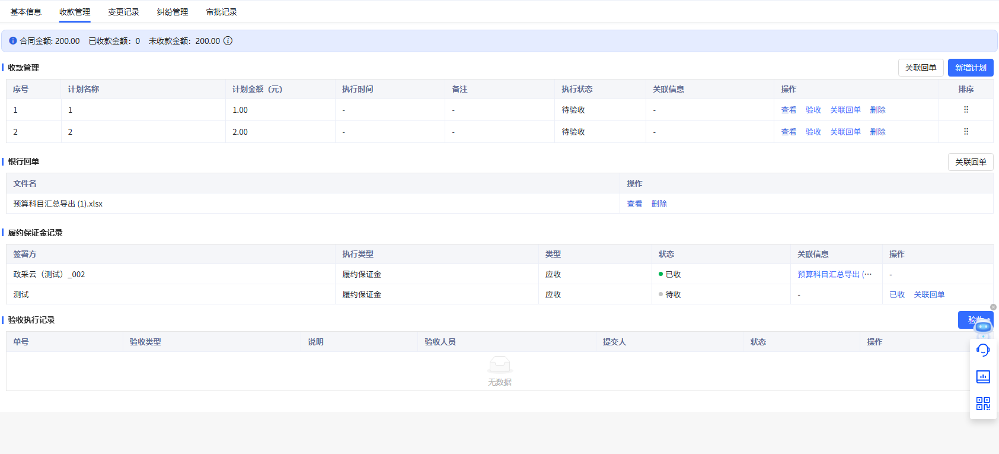 基本信息 收款管理 变更记录 纠纷管理 审批记录
合同金额: 200.00 已收款金额：0 未收款金额：200.00
收款管理 关联回单 新增计划
序号 计划名称 计划金额（元） 执行时间 备注 执行状态 关联信息 操作 排序
1 1 1.00 - - 待验收 - 查看 验收 关联回单 删除
2 2 2.00 - - 待验收 - 查看 验收 关联回单 删除
银行回单 关联回单
文件名 操作
预算科目汇总导出 (1).xlsx 查看 删除
履约保证金记录
签署方 执行类型 类型 状态 关联信息 操作
政采云（测试）_002 履约保证金 应收 已收 预算科目汇总导出 (··· -
测试 履约保证金 应收 待收 - 已收 关联回单
验收执行记录 验收
单号 验收类型 说明 验收人员 提交人 状态 操作
无数据